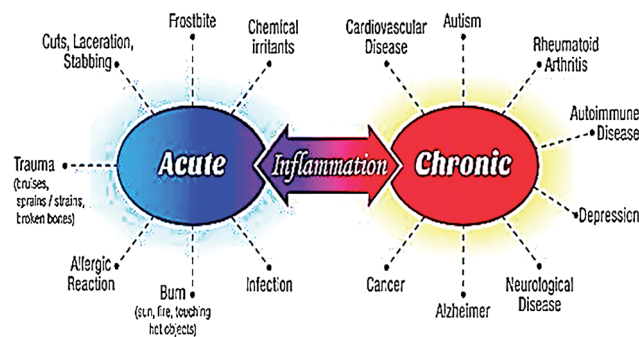 Frostbite
Cuts, Laceration,
Stabbing
Chemical
irritants
Trauma
(bruises,
sprains / strains,
broken bones)
Acute
Allergic
Reaction
Burn
(sun, fire, touching
hot objects)
Infection
Inflammation
Cardiovascular
Disease
Autism
Rheumatoid
Arthritis
Autoimmune
Disease
Chronic
Depression
Cancer
Alzheimer
Neurological
Disease